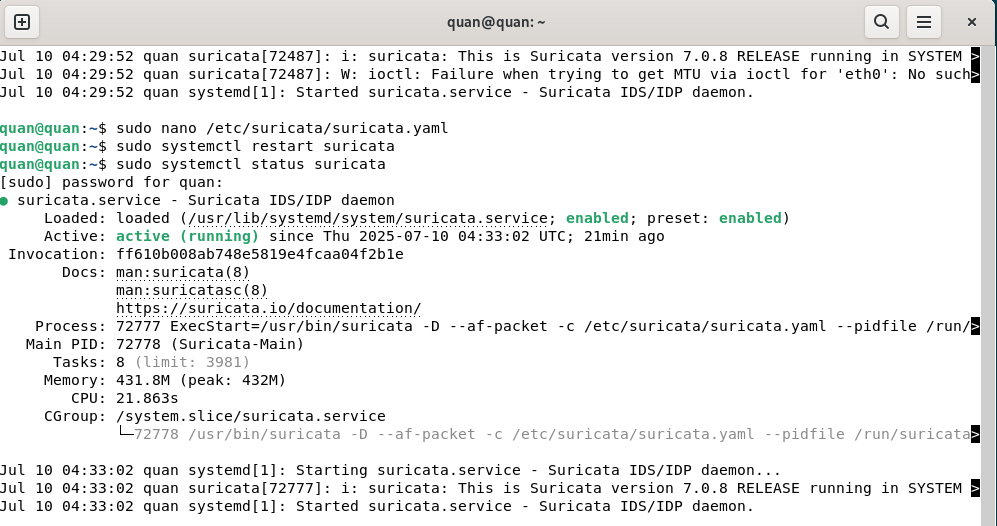 quan@quan: ~
Jul 10 04:29:52 quan suricata[72487]: i: suricata: This is Suricata version 7.0.8 RELEASE running in SYSTEM >
Jul 10 04:29:52 quan suricata[72487]: W: ioctl: Failure when trying to get MTU via ioctl for 'eth0': No such>
Jul 10 04:29:52 quan systemd[1]: Started suricata.service - Suricata IDS/IDP daemon.
quan@quan:~$ sudo nano /etc/suricata/suricata.yaml
quan@quan:~$ sudo systemctl restart suricata
quan@quan:~$ sudo systemctl status suricata
[sudo] password for quan:
● suricata.service - Suricata IDS/IDP daemon
Loaded: loaded (/usr/lib/systemd/system/suricata.service; enabled; preset: enabled)
Active: active (running) since Thu 2025-07-10 04:33:02 UTC; 21min ago
Invocation: ff610b008ab748e5819e4fcaa04f2b1e
Docs: man:suricata(8)
man:suricatasc(8)
https://suricata.io/documentation/
Process: 72777 ExecStart=/usr/bin/suricata -D --af-packet -c /etc/suricata/suricata.yaml --pidfile /run/>
Main PID: 72778 (Suricata-Main)
Tasks: 8 (limit: 3981)
Memory: 431.8M (peak: 432M)
CPU: 21.863s
CGroup: /system.slice/suricata.service
└─72778 /usr/bin/suricata -D --af-packet -c /etc/suricata/suricata.yaml --pidfile /run/suricata>
Jul 10 04:33:02 quan systemd[1]: Starting suricata.service - Suricata IDS/IDP daemon...
Jul 10 04:33:02 quan suricata[72777]: i: suricata: This is Suricata version 7.0.8 RELEASE running in SYSTEM >
Jul 10 04:33:02 quan systemd[1]: Started suricata.service - Suricata IDS/IDP daemon.